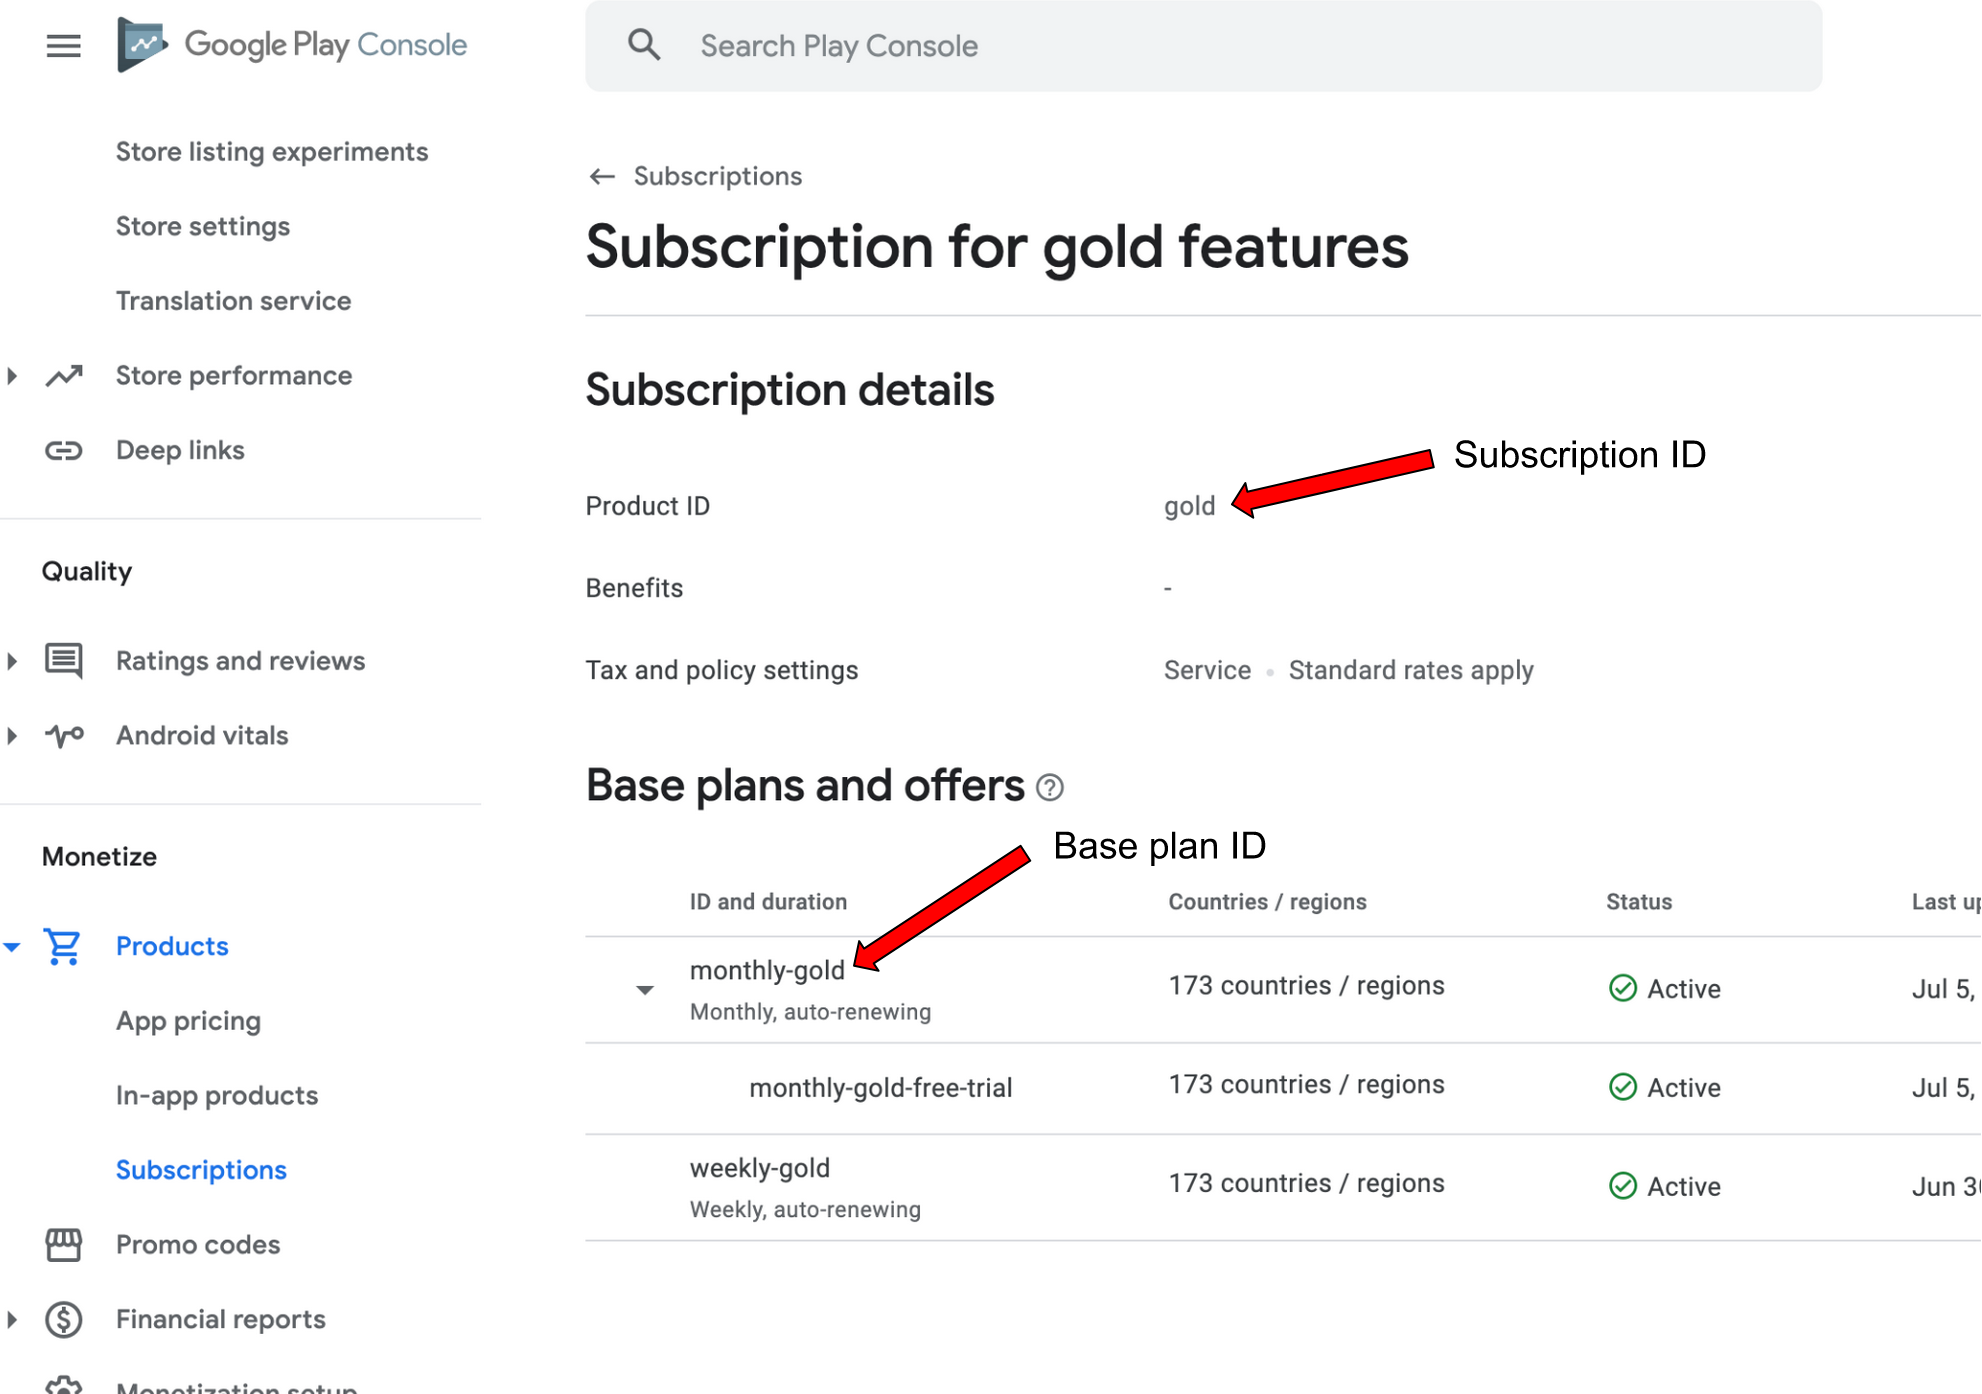 Google Play Console
Search Play Console
Store listing experiments
Store settings
Translation service
Store performance
Deep links
Quality
Ratings and reviews
Android vitals
Monetize
Products
App pricing
In-app products
Subscriptions
Promo codes
Financial reports
Monetization setup
Subscriptions
Subscription for gold features
Subscription details
Subscription ID
Product ID gold
Benefits -
Tax and policy settings Service • Standard rates apply
Base plans and offers
Base plan ID
ID and duration Countries / regions Status Last
monthly-gold 173 countries / regions Active Jul 5,
Monthly, auto-renewing
monthly-gold-free-trial 173 countries / regions Active Jul 5,
weekly-gold 173 countries / regions Active Jun
Weekly, auto-renewing